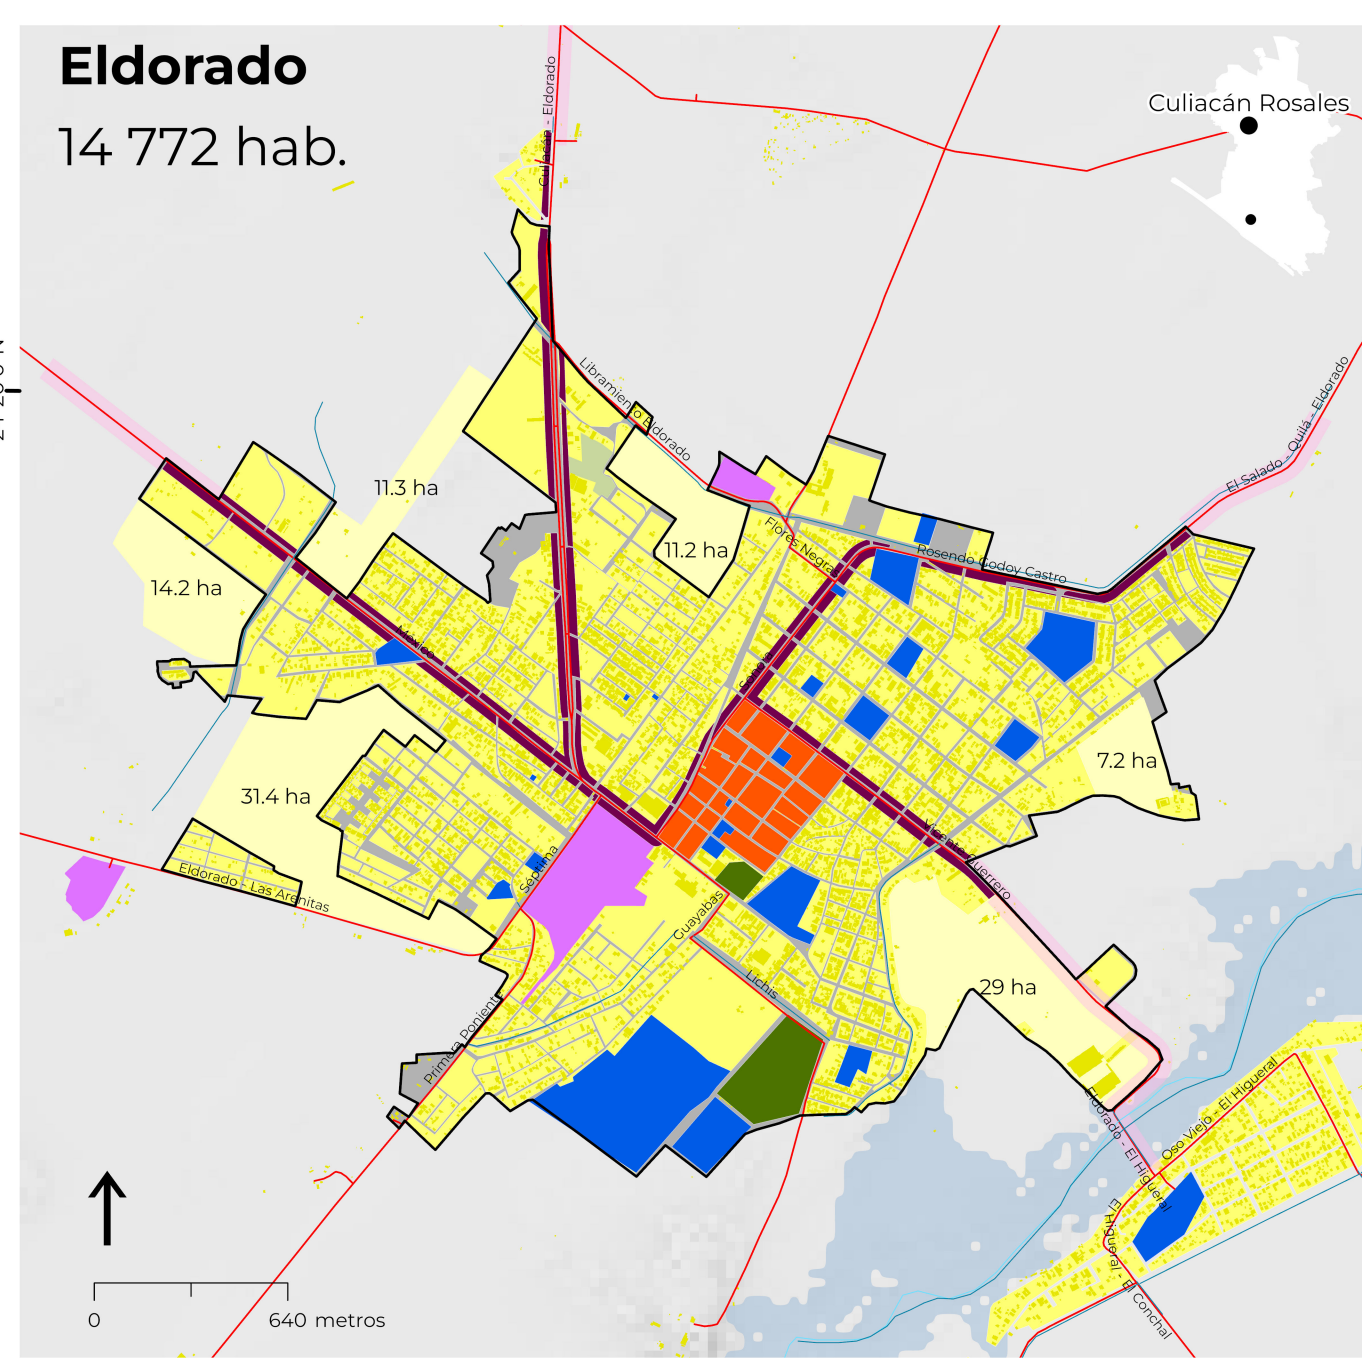 Eldorado
14 772 hab.
Culiacán Rosales
Culiacán - Eldorado
Libramiento Eldorado
El Salado - Quilá - Eldorado
11.3 ha
11.2 ha
Flores Negras
Rosendo Godoy Castro
14.2 ha
México
7.2 ha
31.4 ha
Vicente Guerrero
Séptima
Eldorado - Las Arenitas
Guayabas
Lichis
29 ha
Primera Poniente
Eldorado - El Higueral
Oso Viejo - El Higueral
El Higueral - El Conchal
0
640 metros